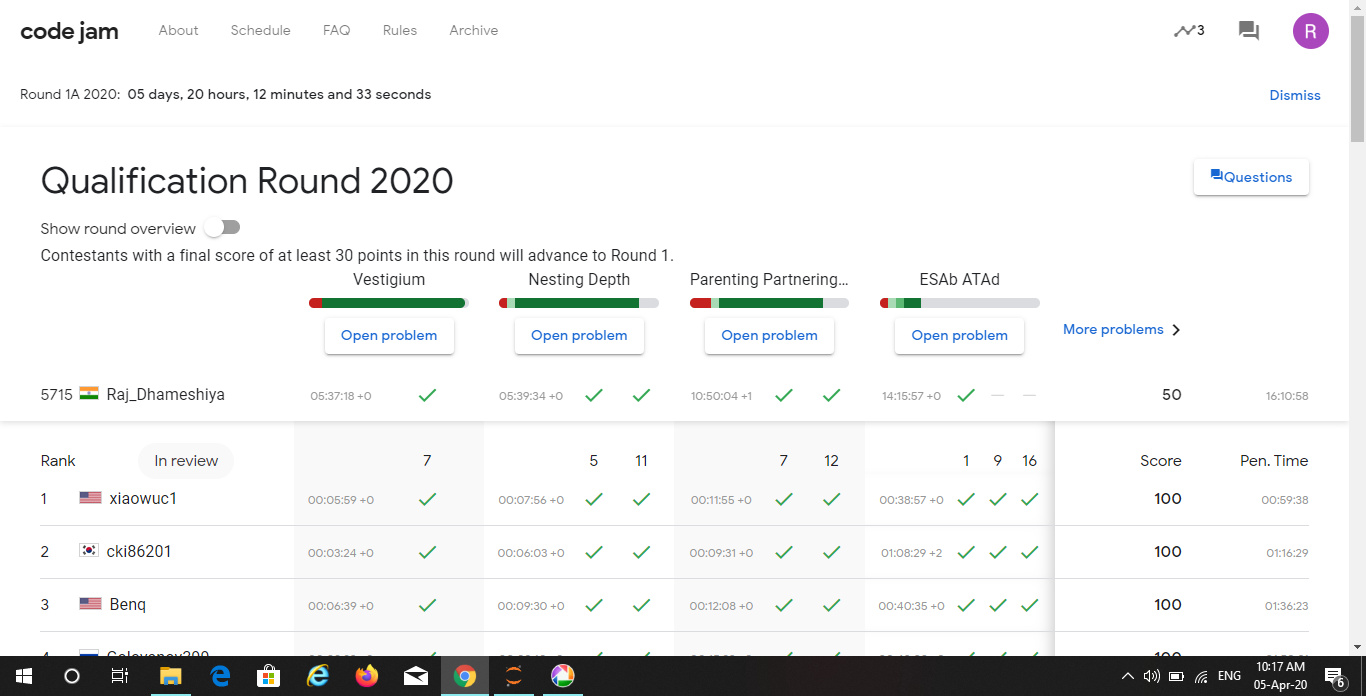 code jam About Schedule FAQ Rules Archive 3 R
Round 1A 2020: 05 days, 20 hours, 12 minutes and 33 seconds Dismiss
Qualification Round 2020 Questions
Show round overview
Contestants with a final score of at least 30 points in this round will advance to Round 1.
Vestigium Nesting Depth Parenting Partnering... ESAb ATAd
Open problem Open problem Open problem Open problem More problems
5715 Raj_Dhameshiya 05:37:18 +0 05:39:34 +0 10:50:04 +1 14:15:57 +0 50 16:10:58
Rank In review 7 5 11 7 12 1 9 16 Score Pen. Time
1 xiaowuc1 00:05:59 +0 00:07:56 +0 00:11:55 +0 00:38:57 +0 100 00:59:38
2 cki86201 00:03:24 +0 00:06:03 +0 00:09:31 +0 01:08:29 +2 100 01:16:29
3 Benq 00:06:39 +0 00:09:30 +0 00:12:08 +0 00:40:35 +0 100 01:36:23
ENG 10:17 AM
05-Apr-20 6